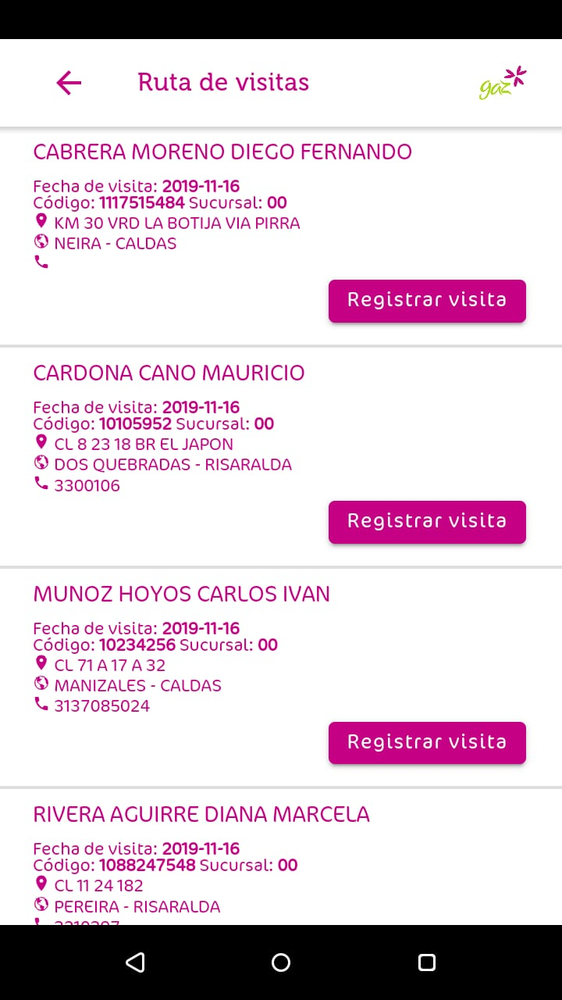 Ruta de visitas
gaz
CABRERA MORENO DIEGO FERNANDO
Fecha de visita: 2019-11-16
Código: 1117515484 Sucursal: 00
KM 30 VRD LA BOTIJA VIA PIRRA
NEIRA - CALDAS
Registrar visita
CARDONA CANO MAURICIO
Fecha de visita: 2019-11-16
Código: 10105952 Sucursal: 00
CL 8 23 18 BR EL JAPON
DOS QUEBRADAS - RISARALDA
3300106
Registrar visita
MUNOZ HOYOS CARLOS IVAN
Fecha de visita: 2019-11-16
Código: 10234256 Sucursal: 00
CL 71 A 17 A 32
MANIZALES - CALDAS
3137085024
Registrar visita
RIVERA AGUIRRE DIANA MARCELA
Fecha de visita: 2019-11-16
Código: 1088247548 Sucursal: 00
CL 11 24 182
PEREIRA - RISARALDA